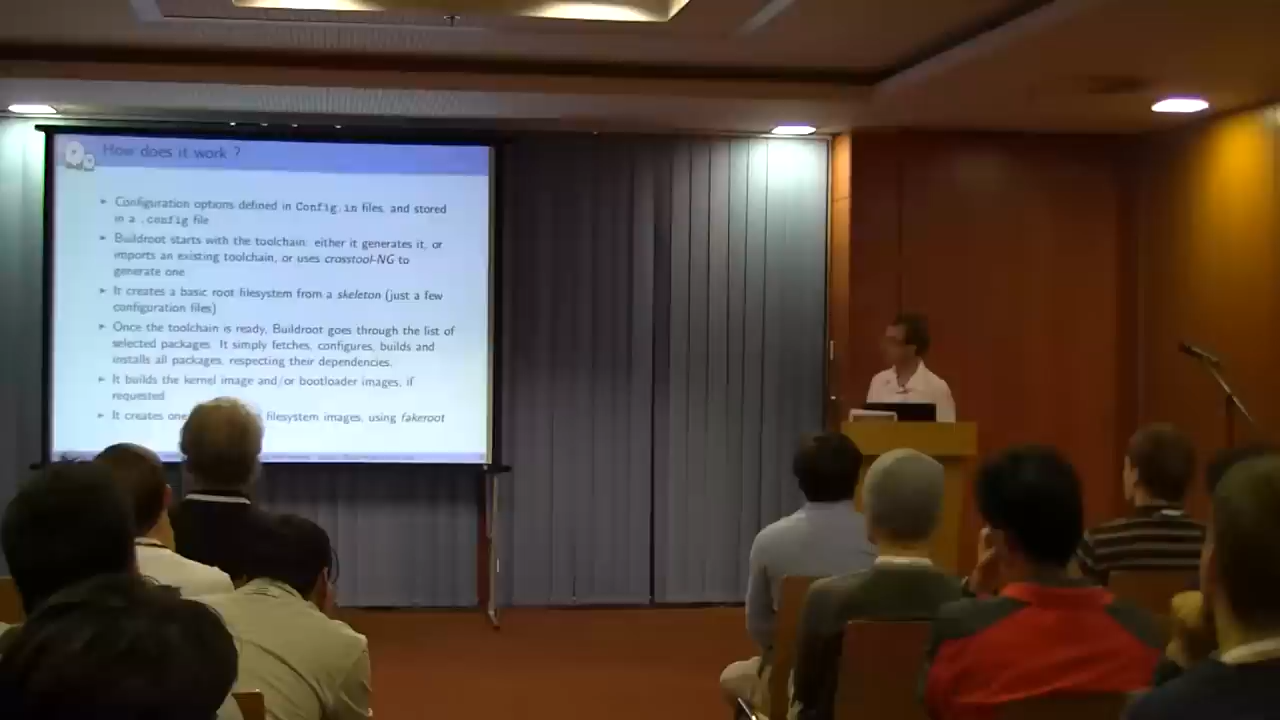 How does it work ?
▸ Configuration options defined in Config.in files, and stored
in a .config file
▸ Buildroot starts with the toolchain: either it generates it, or
imports an existing toolchain, or uses crosstool-NG to
generate one
▸ It creates a basic root filesystem from a skeleton (just a few
configuration files)
▸ Once the toolchain is ready, Buildroot goes through the list of
selected packages. It simply fetches, configures, builds and
installs all packages, respecting their dependencies.
▸ It builds the kernel image and/or bootloader images, if
requested
▸ It creates one filesystem images, using fakeroot